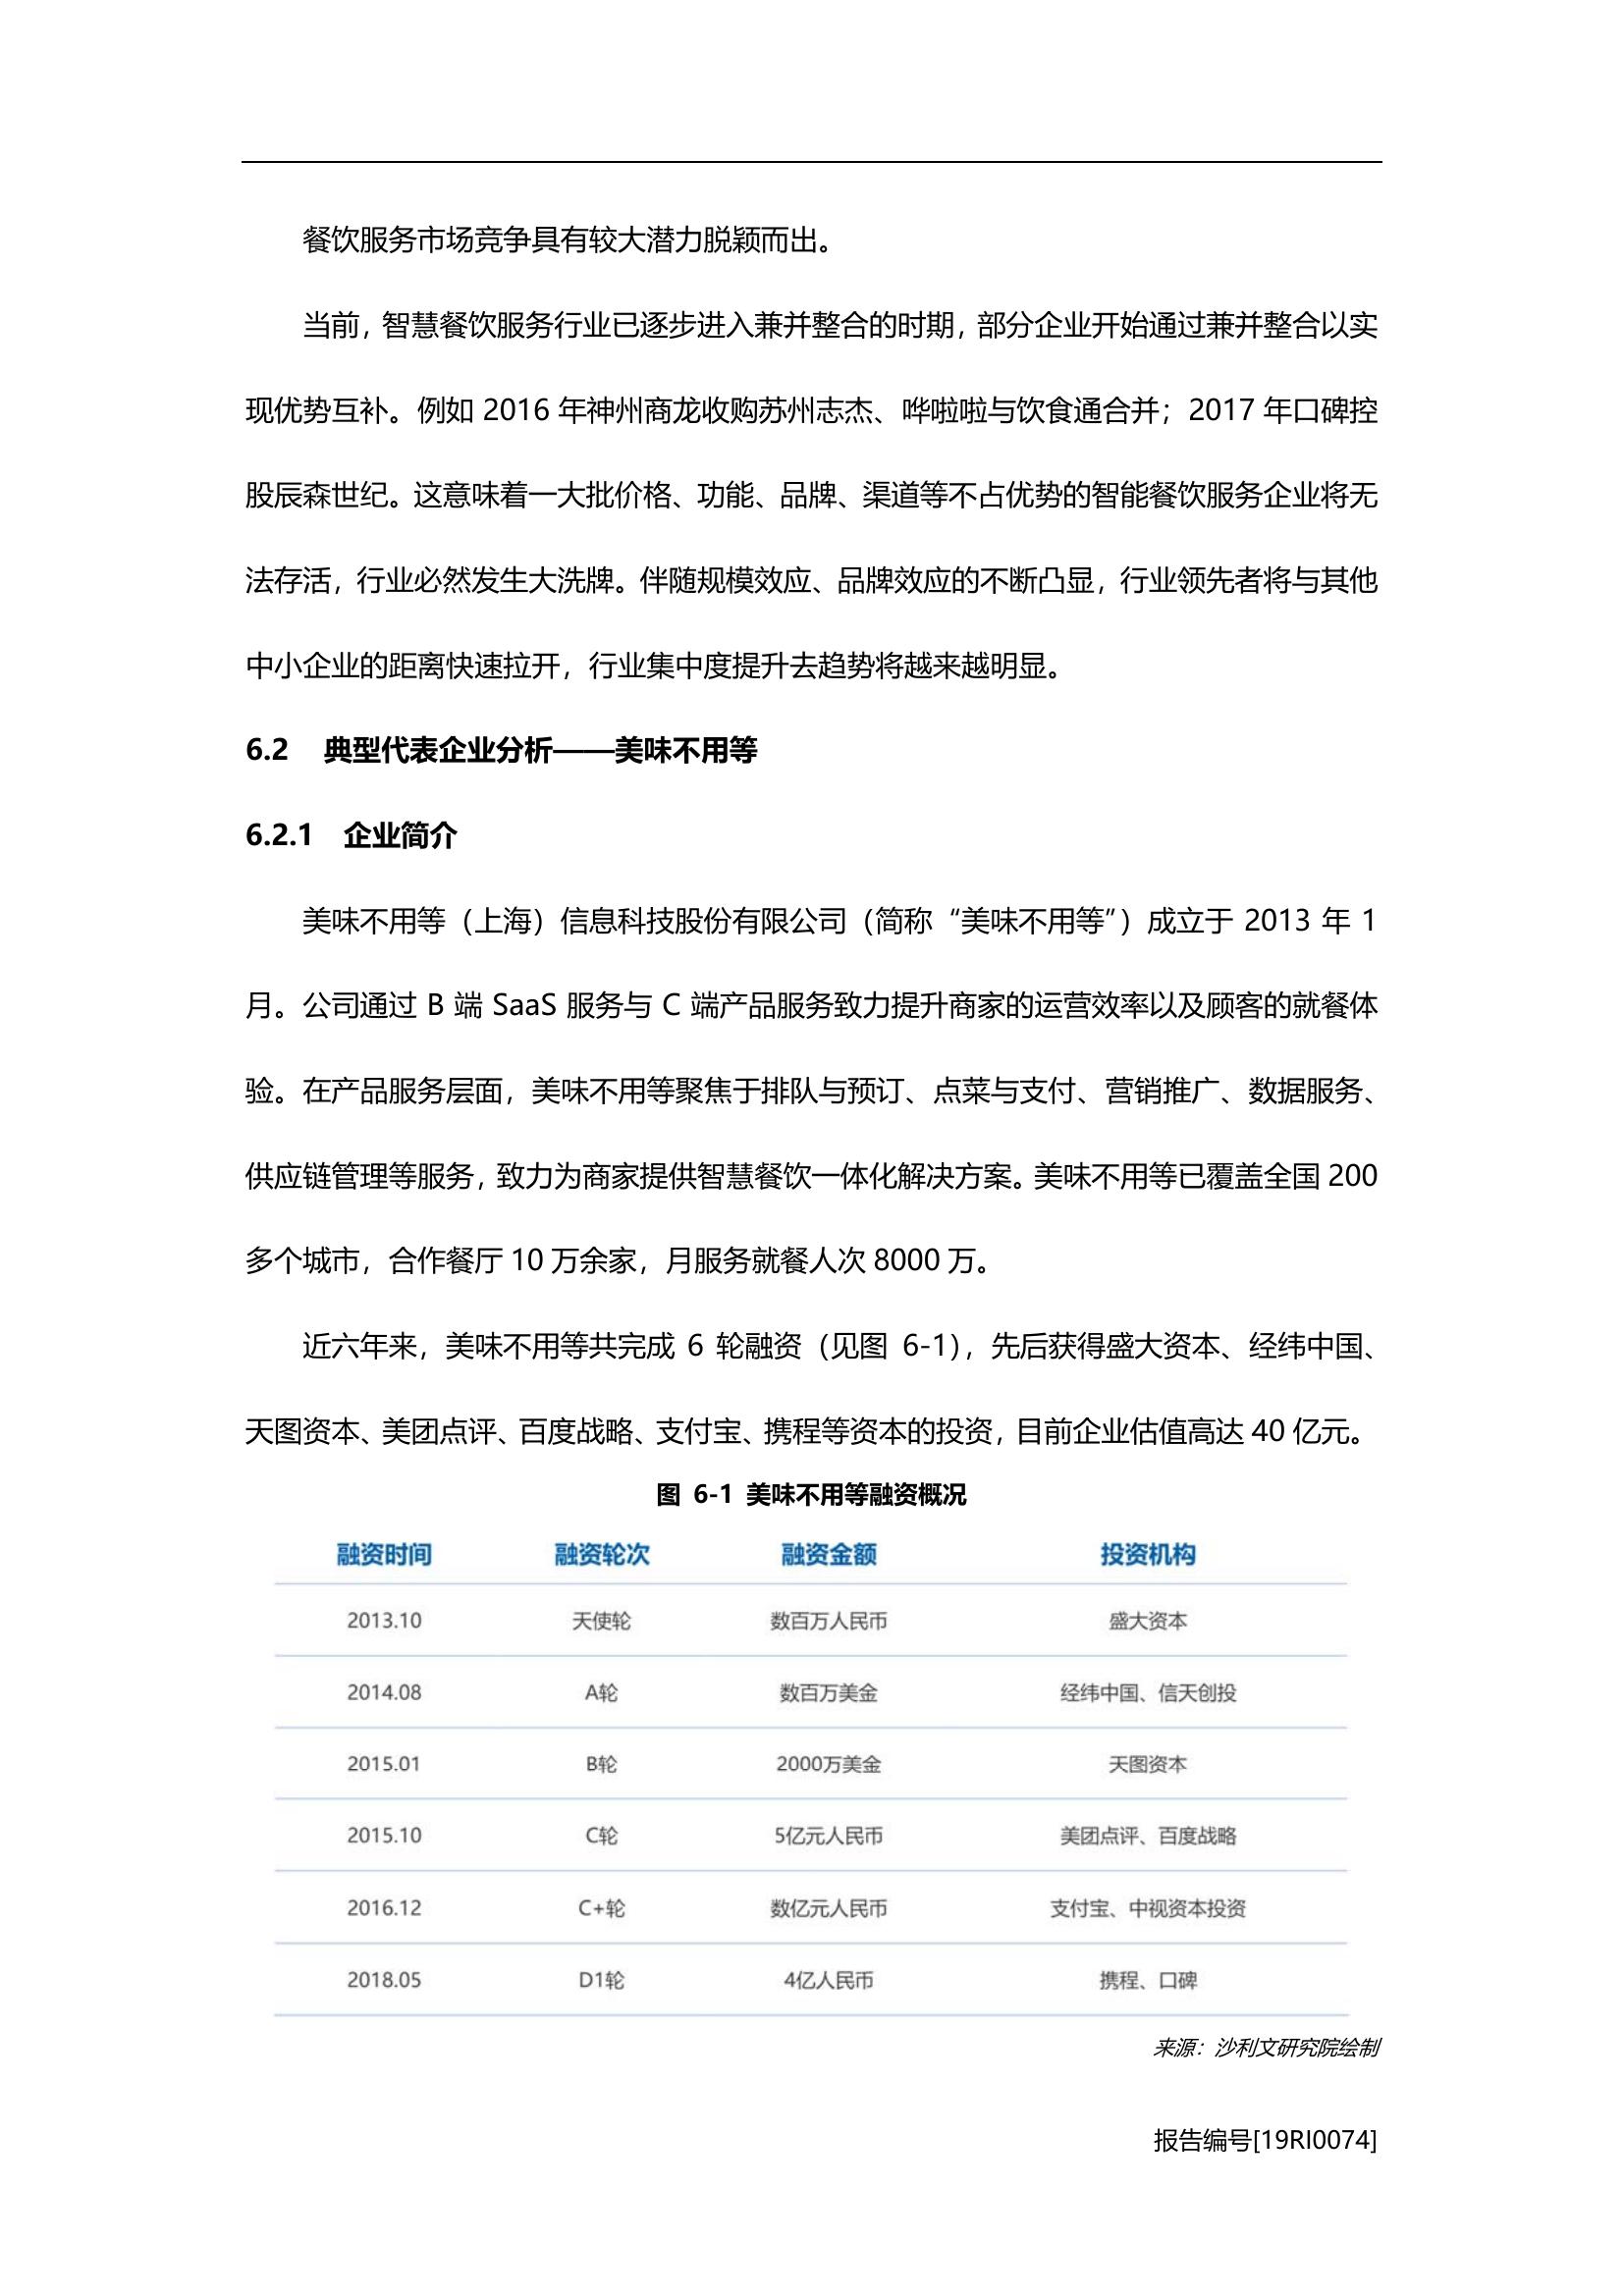 餐饮服务市场竞争具有较大潜力脱颖而出。
当前，智慧餐饮服务行业已逐步进入兼并整合的时期，部分企业开始通过兼并整合以实
现优势互补。例如 2016 年神州商龙收购苏州志杰、哗啦啦与饮食通合并；2017 年口碑控
股辰森世纪。这意味着一大批价格、功能、品牌、渠道等不占优势的智能餐饮服务企业将无
法存活，行业必然发生大洗牌。伴随规模效应、品牌效应的不断凸显，行业领先者将与其他
中小企业的距离快速拉开，行业集中度提升去趋势将越来越明显。
6.2 典型代表企业分析——美味不用等
6.2.1 企业简介
美味不用等（上海）信息科技股份有限公司（简称“美味不用等”）成立于 2013 年 1
月。公司通过 B 端 SaaS 服务与 C 端产品服务致力提升商家的运营效率以及顾客的就餐体
验。在产品服务层面，美味不用等聚焦于排队与预订、点菜与支付、营销推广、数据服务、
供应链管理等服务，致力为商家提供智慧餐饮一体化解决方案。美味不用等已覆盖全国 200
多个城市，合作餐厅 10 万余家，月服务就餐人次 8000 万。
近六年来，美味不用等共完成 6 轮融资（见图 6-1），先后获得盛大资本、经纬中国、
天图资本、美团点评、百度战略、支付宝、携程等资本的投资，目前企业估值高达 40 亿元。
图 6-1 美味不用等融资概况
融资时间 融资轮次 融资金额 投资机构
2013.10 天使轮 数百万人民币 盛大资本
2014.08 A轮 数百万美金 经纬中国、信天创投
2015.01 B轮 2000万美金 天图资本
2015.10 C轮 5亿元人民币 美团点评、百度战略
2016.12 C+轮 数亿元人民币 支付宝、中视资本投资
2018.05 D1轮 4亿人民币 携程、口碑
来源：沙利文研究院绘制
报告编号[19RI0074]